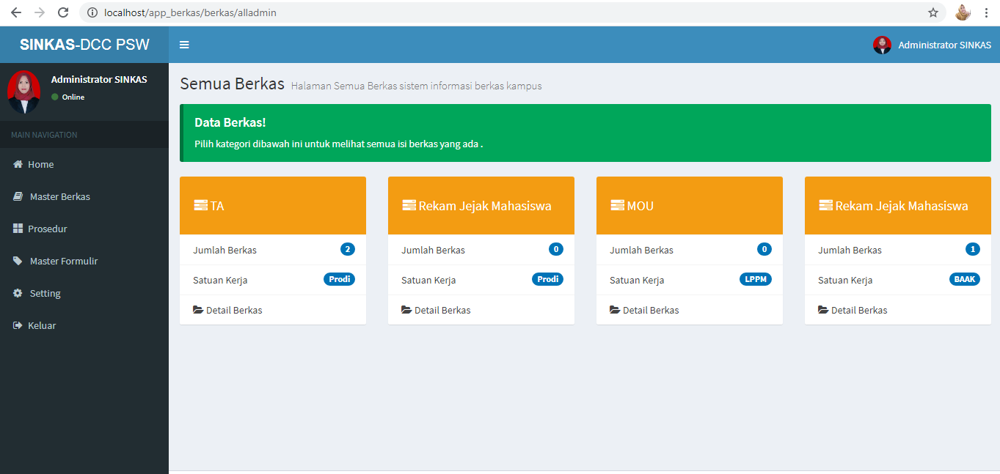 localhost/app_berkas/berkas/alladmin
SINKAS-DCC PSW
Administrator SINKAS
Administrator SINKAS
Online
MAIN NAVIGATION
Home
Master Berkas
Prosedur
Master Formulir
Setting
Keluar
Semua Berkas Halaman Semua Berkas sistem informasi berkas kampus
Data Berkas!
Pilih kategori dibawah ini untuk melihat semua isi berkas yang ada .
TA
Jumlah Berkas 2
Satuan Kerja Prodi
Detail Berkas
Rekam Jejak Mahasiswa
Jumlah Berkas 0
Satuan Kerja Prodi
Detail Berkas
MOU
Jumlah Berkas 0
Satuan Kerja LPPM
Detail Berkas
Rekam Jejak Mahasiswa
Jumlah Berkas 1
Satuan Kerja BAAK
Detail Berkas